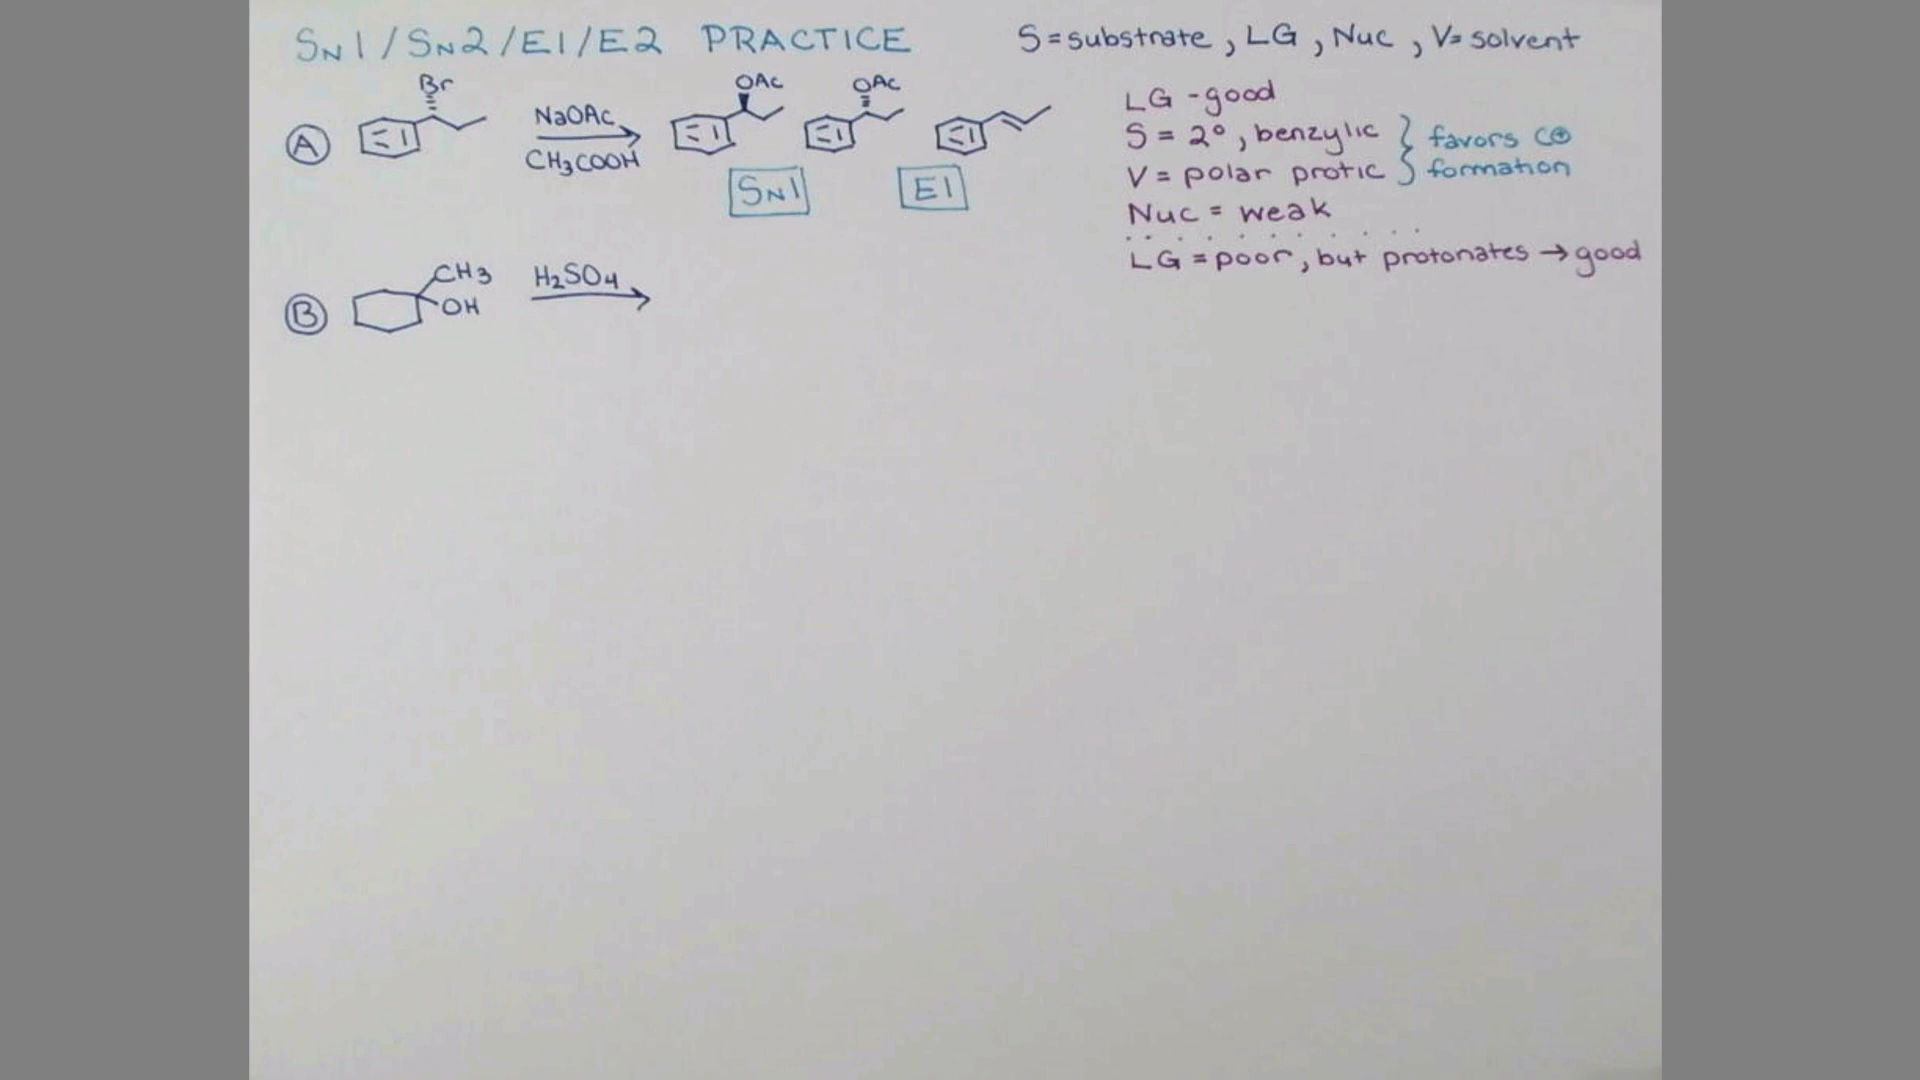 SN1/SN2/E1/E2 PRACTICE
S=substrate, LG, Nuc, V=solvent
A
Br
NaOAc
CH3COOH
OAc
OAc
SN1
E1
LG -good
S = 2°, benzylic
V = polar protic
favors C⊕
formation
Nuc = weak
LG = poor, but protonates → good
B
CH3
OH
H2SO4